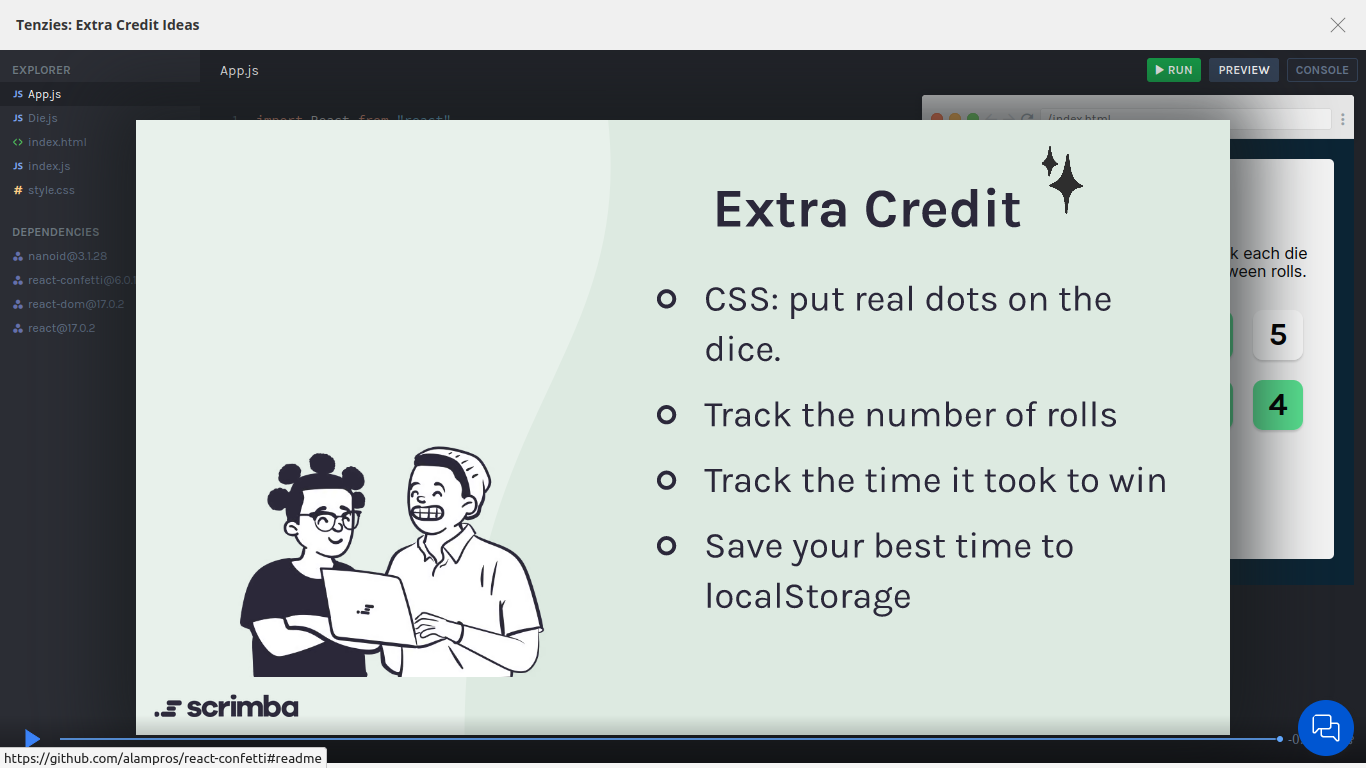 Tenzies: Extra Credit Ideas
EXPLORER
App.js
RUN
PREVIEW
CONSOLE
JS App.js
JS Die.js
<> index.html
JS index.js
# style.css
DEPENDENCIES
nanoid@3.1.28
react-confetti@6.0.1
react-dom@17.0.2
react@17.0.2
1 import React from "react"
/index.html
Extra Credit
CSS: put real dots on the
dice.
Track the number of rolls
Track the time it took to win
Save your best time to
localStorage
scrimba
each die
rolls.
5
4
https://github.com/alampros/react-confetti#readme